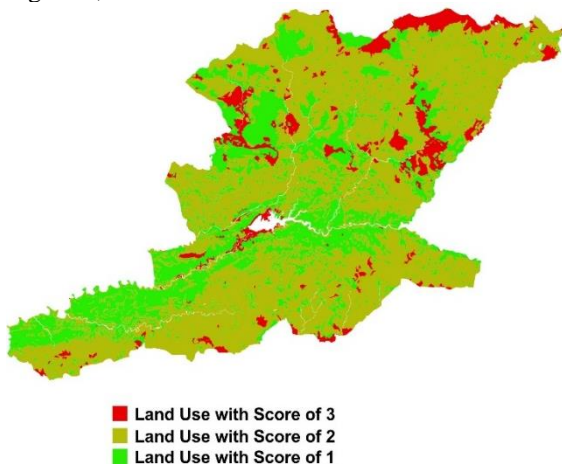 Land Use with Score of 3
Land Use with Score of 2
Land Use with Score of 1